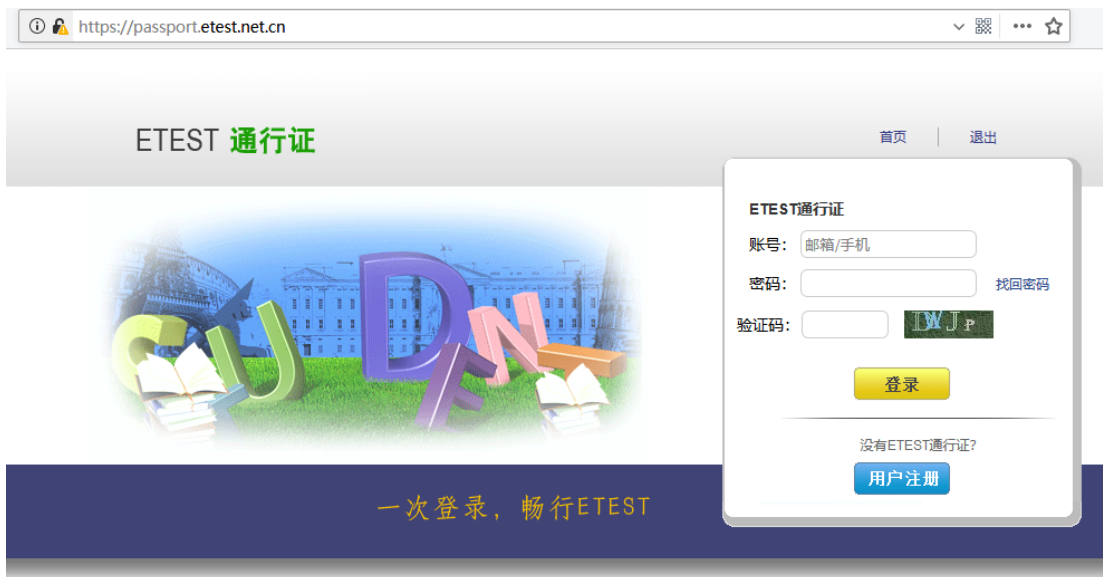 https://passport.etest.net.cn
ETEST 通行证
首页
退出
ETEST通行证
账号：
邮箱/手机
密码：
找回密码
验证码：
DWJP
登录
没有ETEST通行证?
用户注册
一次登录，畅行ETEST